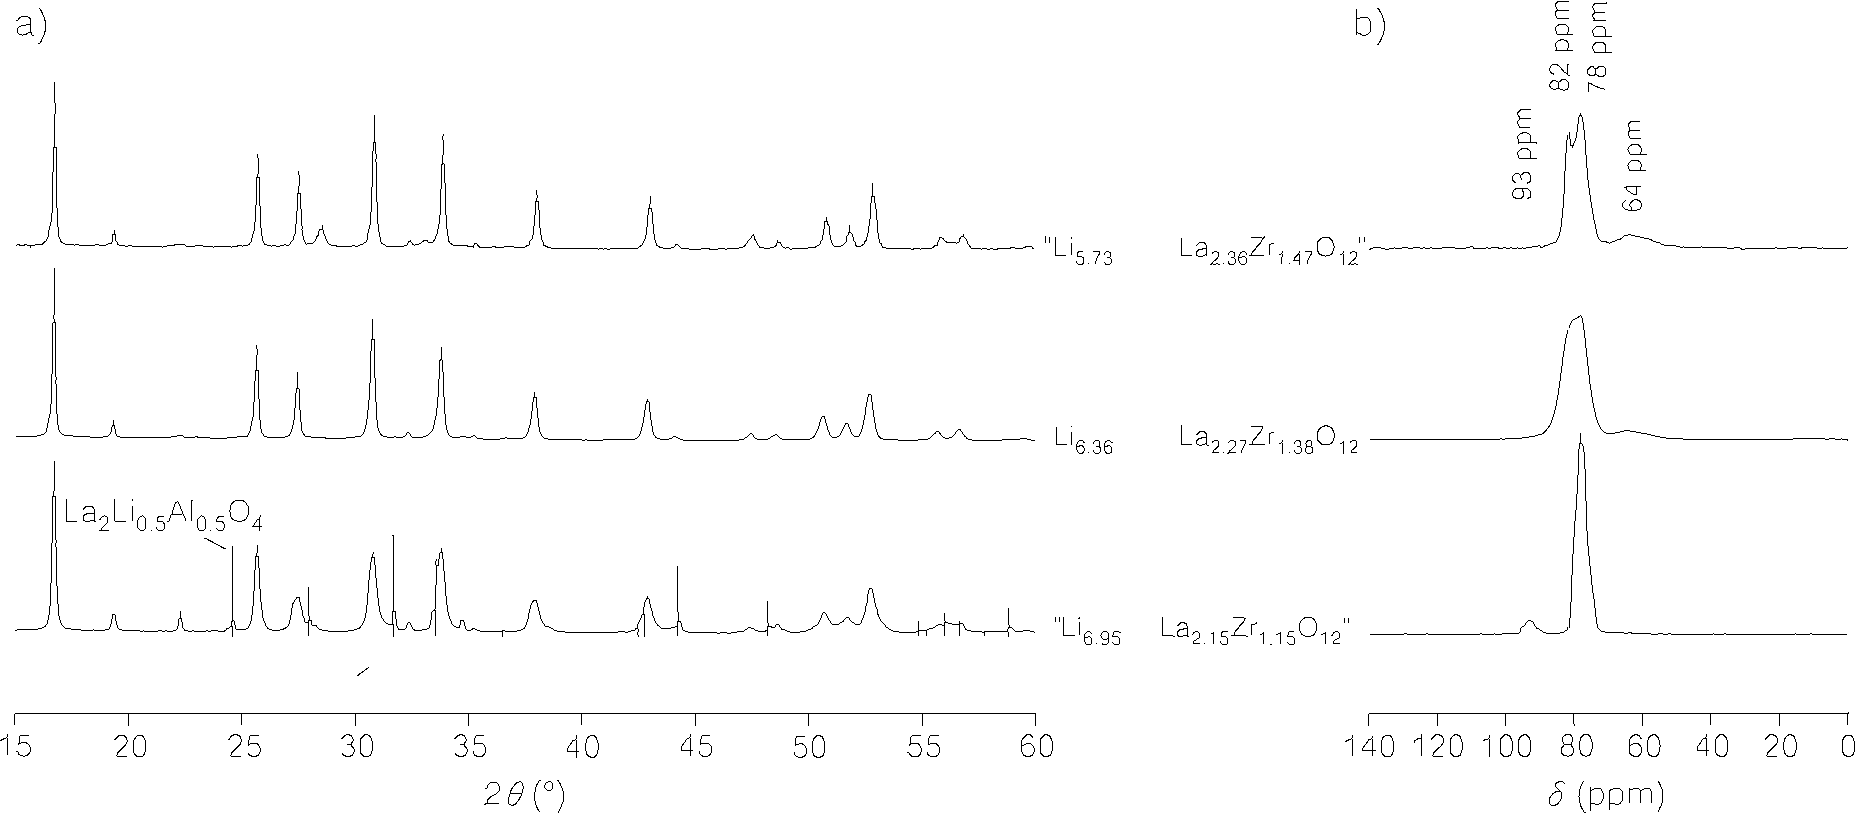 a)
b)
82 ppm
78 ppm
93 ppm
64 ppm
"Li5.73 La2.36Zr1.47O12"
Li6.36 La2.27Zr1.38O12
La2Li0.5Al0.5O4
"Li6.95 La2.15Zr1.15O12"
15 20 25 30 35 40 45 50 55 60
2θ (°)
140 120 100 80 60 40 20 0
δ (ppm)